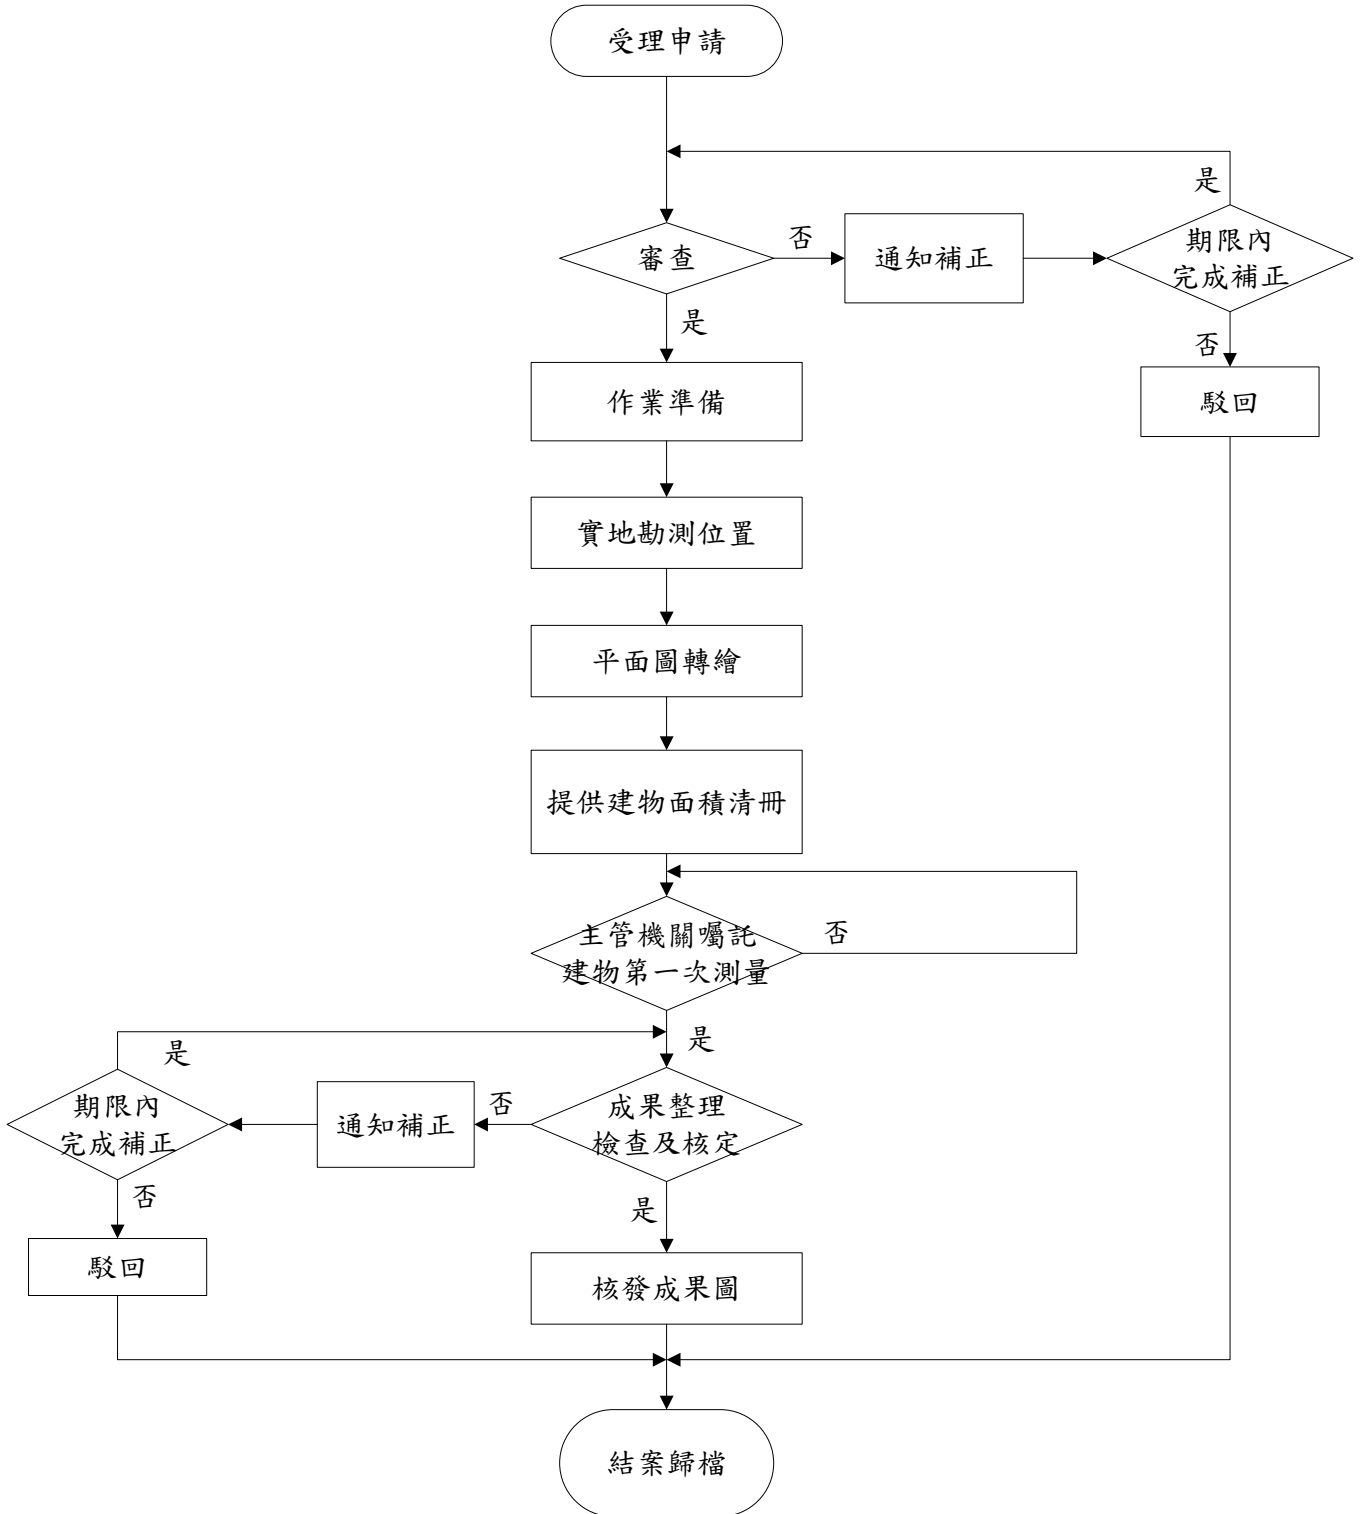 受理申請
是
審查
否
通知補正
期限內
完成補正
是
否
作業準備
駁回
實地勘測位置
平面圖轉繪
提供建物面積清冊
主管機關囑託
建物第一次測量
否
是
是
期限內
完成補正
通知補正
否
成果整理
檢查及核定
否
是
駁回
核發成果圖
結案歸檔